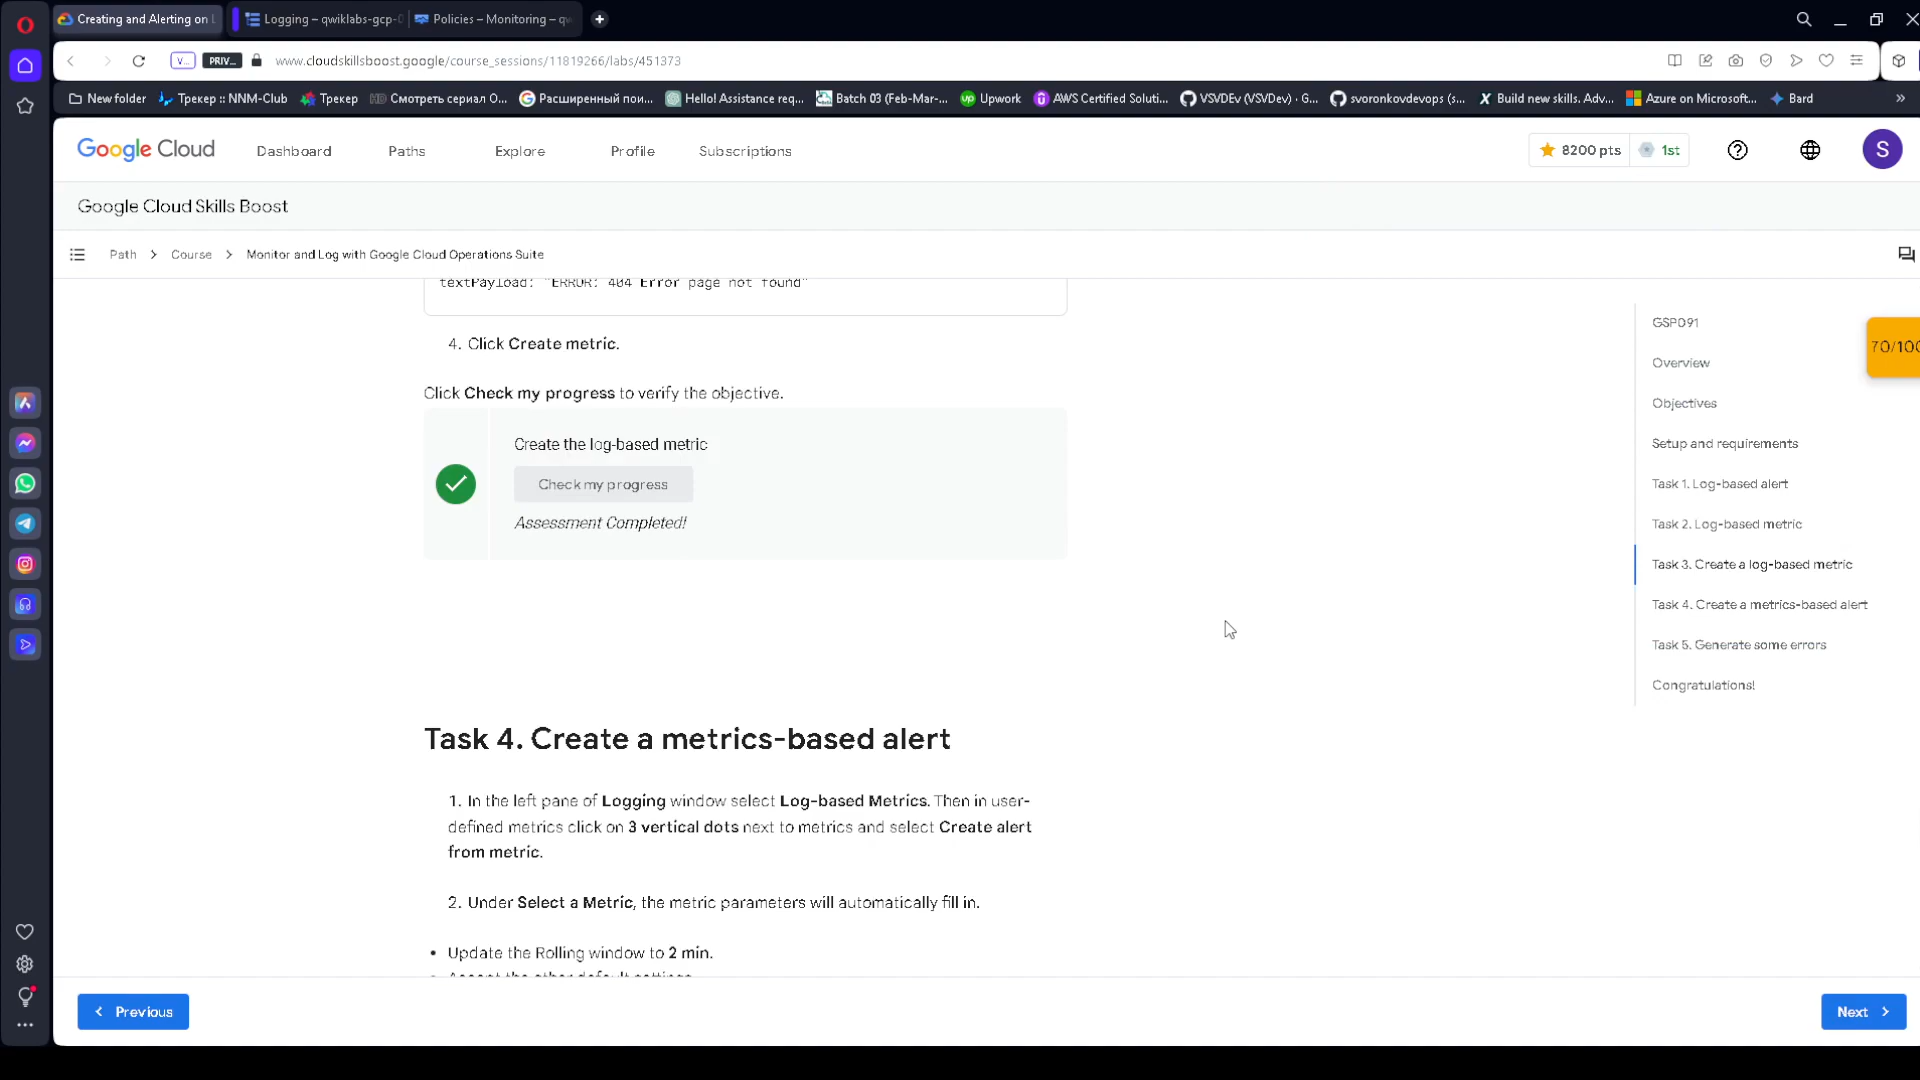 Creating and Alerting on L
Logging – qwiklabs-gcp-0
Policies – Monitoring – qw
V...
PRIV...
www.cloudskillsboost.google/course_sessions/11819266/labs/451373
New folder
Трекер :: NNM-Club
Трекер
HD Смотреть сериал О...
Расширенный пои...
Hello! Assistance req...
Batch 03 (Feb-Mar-...
up Upwork
AWS Certified Soluti...
VSVDEv (VSVDev) · G...
svoronkovdevops (s...
Build new skills. Adv...
Azure on Microsoft...
Bard
Google Cloud
Dashboard
Paths
Explore
Profile
Subscriptions
8200 pts
1st
S
Google Cloud Skills Boost
Path
Course
Monitor and Log with Google Cloud Operations Suite
textPayload: "ERROR: 404 Error page not found"
4. Click Create metric.
Click Check my progress to verify the objective.
Create the log-based metric
Check my progress
Assessment Completed!
Task 4. Create a metrics-based alert
1. In the left pane of Logging window select Log-based Metrics. Then in user-
defined metrics click on 3 vertical dots next to metrics and select Create alert
from metric.
2. Under Select a Metric, the metric parameters will automatically fill in.
• Update the Rolling window to 2 min.
• Accept the other default settings
GSP091
Overview
Objectives
Setup and requirements
Task 1. Log-based alert
Task 2. Log-based metric
Task 3. Create a log-based metric
Task 4. Create a metrics-based alert
Task 5. Generate some errors
Congratulations!
70/100
Previous
Next